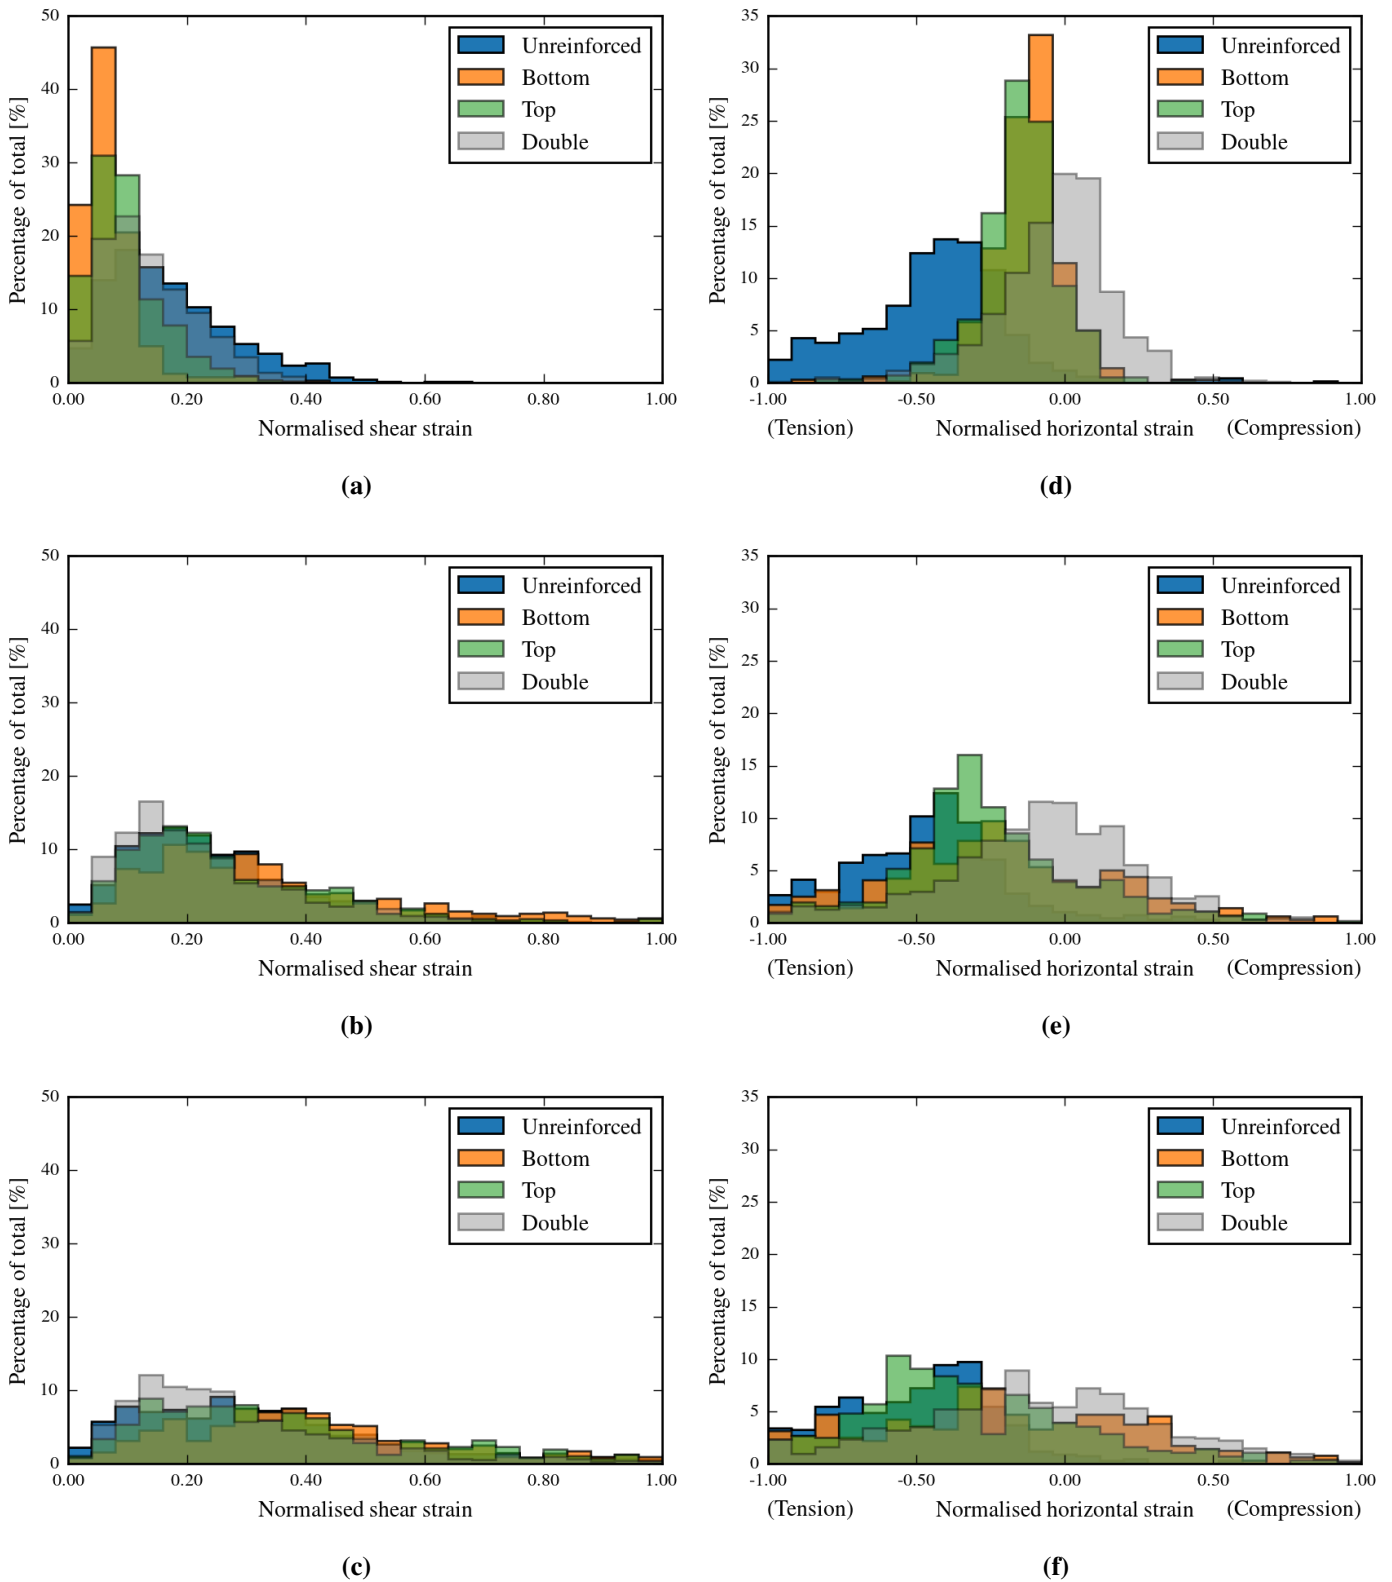 50
40
30
20
10
0
Percentage of total [%]
Unreinforced
Bottom
Top
Double
0.00 0.20 0.40 0.60 0.80 1.00
Normalised shear strain
(a)
35
30
25
20
15
10
5
0
Percentage of total [%]
Unreinforced
Bottom
Top
Double
-1.00 -0.50 0.00 0.50 1.00
(Tension) Normalised horizontal strain (Compression)
(d)
50
40
30
20
10
0
Percentage of total [%]
Unreinforced
Bottom
Top
Double
0.00 0.20 0.40 0.60 0.80 1.00
Normalised shear strain
(b)
35
30
25
20
15
10
5
0
Percentage of total [%]
Unreinforced
Bottom
Top
Double
-1.00 -0.50 0.00 0.50 1.00
(Tension) Normalised horizontal strain (Compression)
(e)
50
40
30
20
10
0
Percentage of total [%]
Unreinforced
Bottom
Top
Double
0.00 0.20 0.40 0.60 0.80 1.00
Normalised shear strain
(c)
35
30
25
20
15
10
5
0
Percentage of total [%]
Unreinforced
Bottom
Top
Double
-1.00 -0.50 0.00 0.50 1.00
(Tension) Normalised horizontal strain (Compression)
(f)